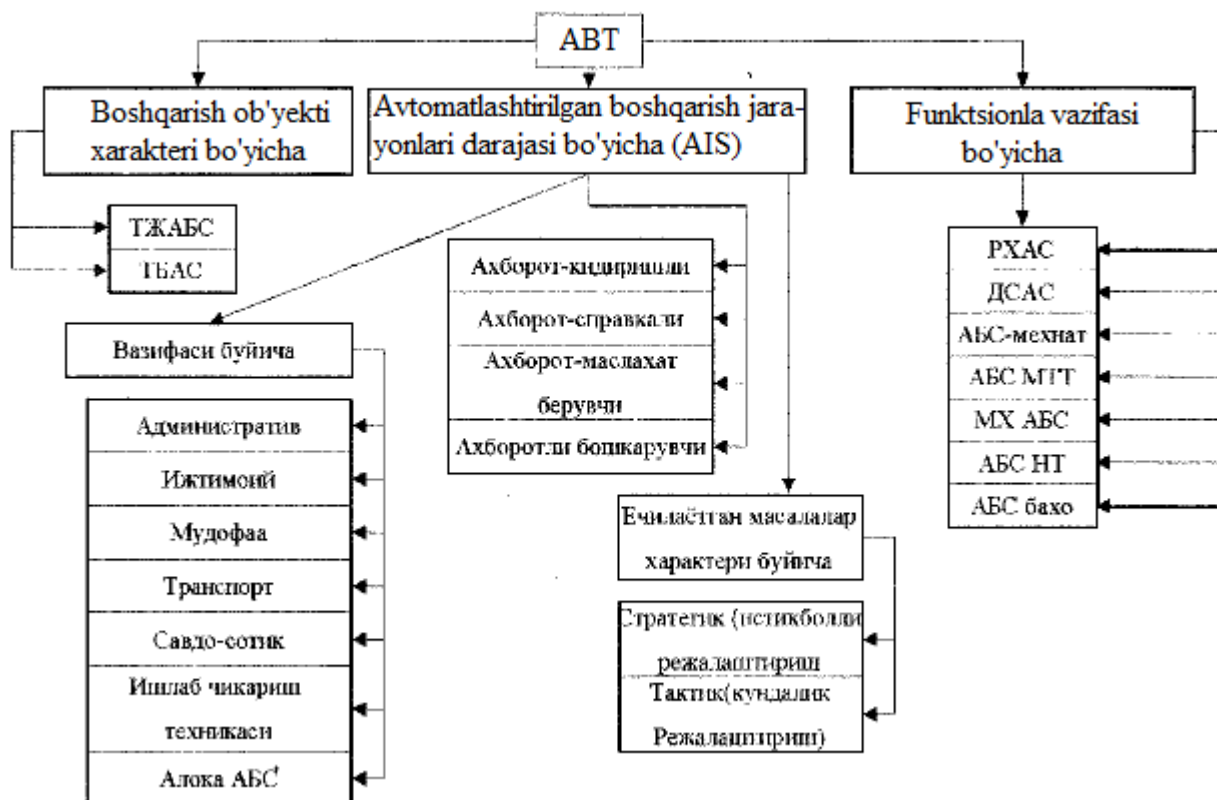 АВТ
Boshqarish ob'yekti
xarakteri bo'yicha
Avtomatlashtirilgan boshqarish jara-
yonlari darajasi bo'yicha (AIS)
Funktsionla vazifasi
bo'yicha
ТЖАБС
ТБАС
Вазифаси буйича
Административ
Ижтимоий
Мудофаа
Транспорт
Савдо-сотик
Ишлаб чикариш
техникаси
Алока АБС
Ахборот-кидиришли
Ахборот-справкали
Ахборот-маслахат
берувчи
Ахборотли бошкарувчи
Ечилаётган масалалар
характери буйича
Стратегик (истикболли
режалаштириш
Тактик(кундалик
Режалаштириш)
РХАС
ДСАС
АБС-мехнат
АБС МТТ
МХ АБС
АБС НТ
АБС бахо